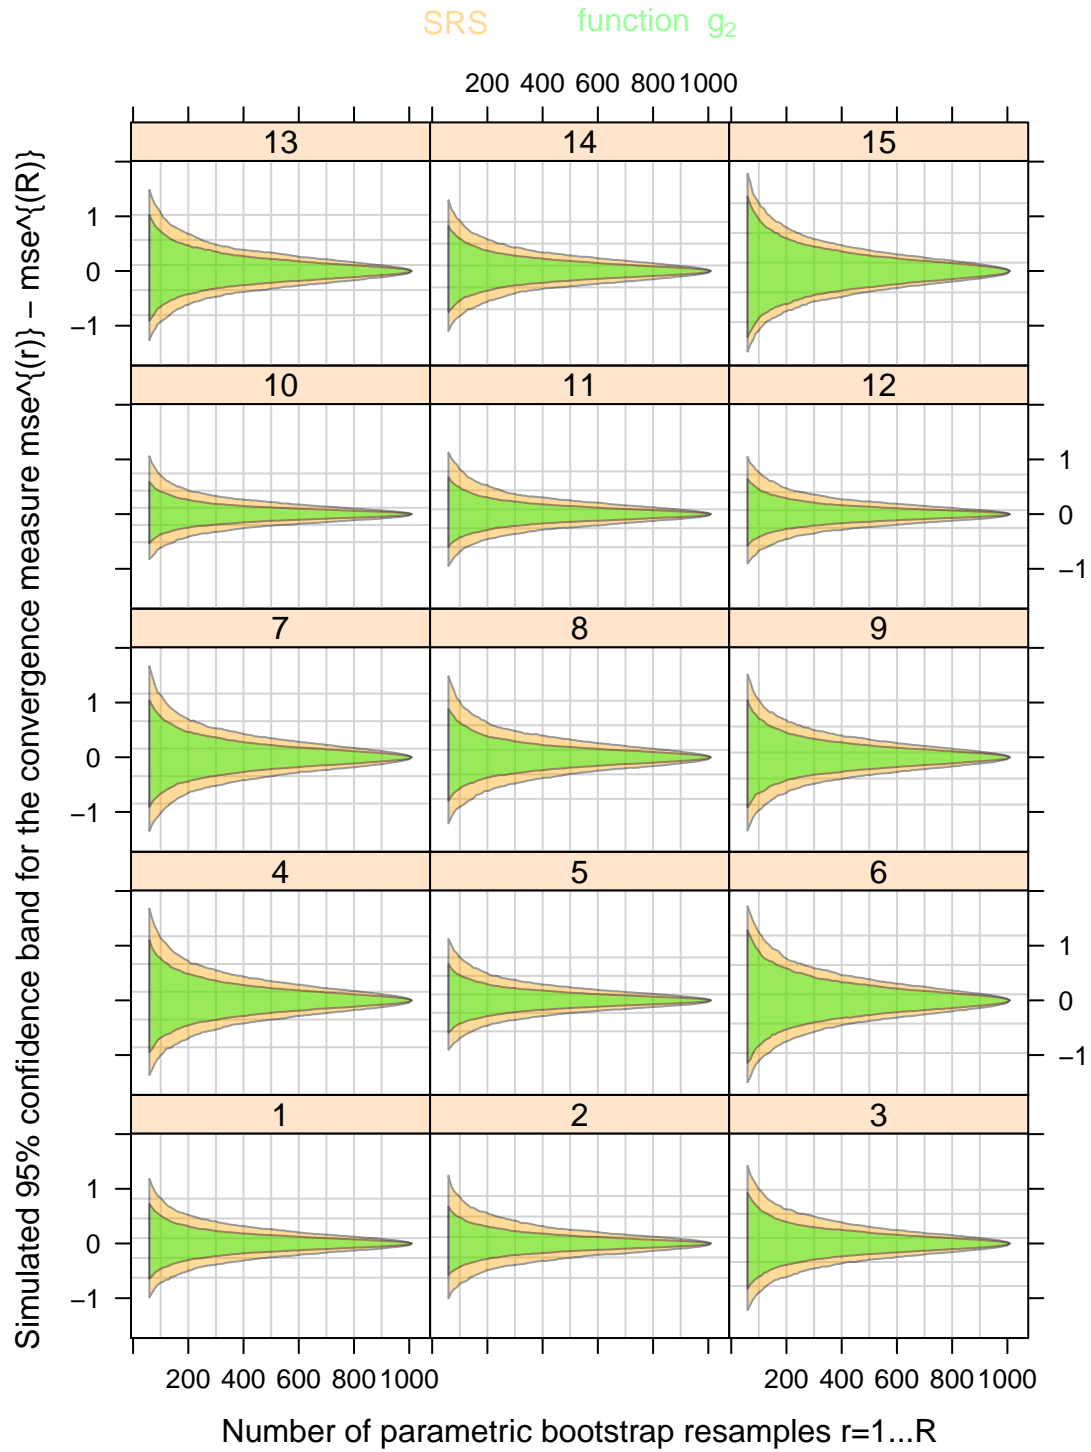 SRS function g₂
200 400 600 800 1000
13 14 15
1
0
−1
10 11 12
1
0
−1
7 8 9
1
0
−1
4 5 6
1
0
−1
1 2 3
1
0
−1
200 400 600 800 1000 200 400 600 800 1000
Number of parametric bootstrap resamples r=1...R
Simulated 95% confidence band for the convergence measure mse^{(r)} − mse^{(R)}